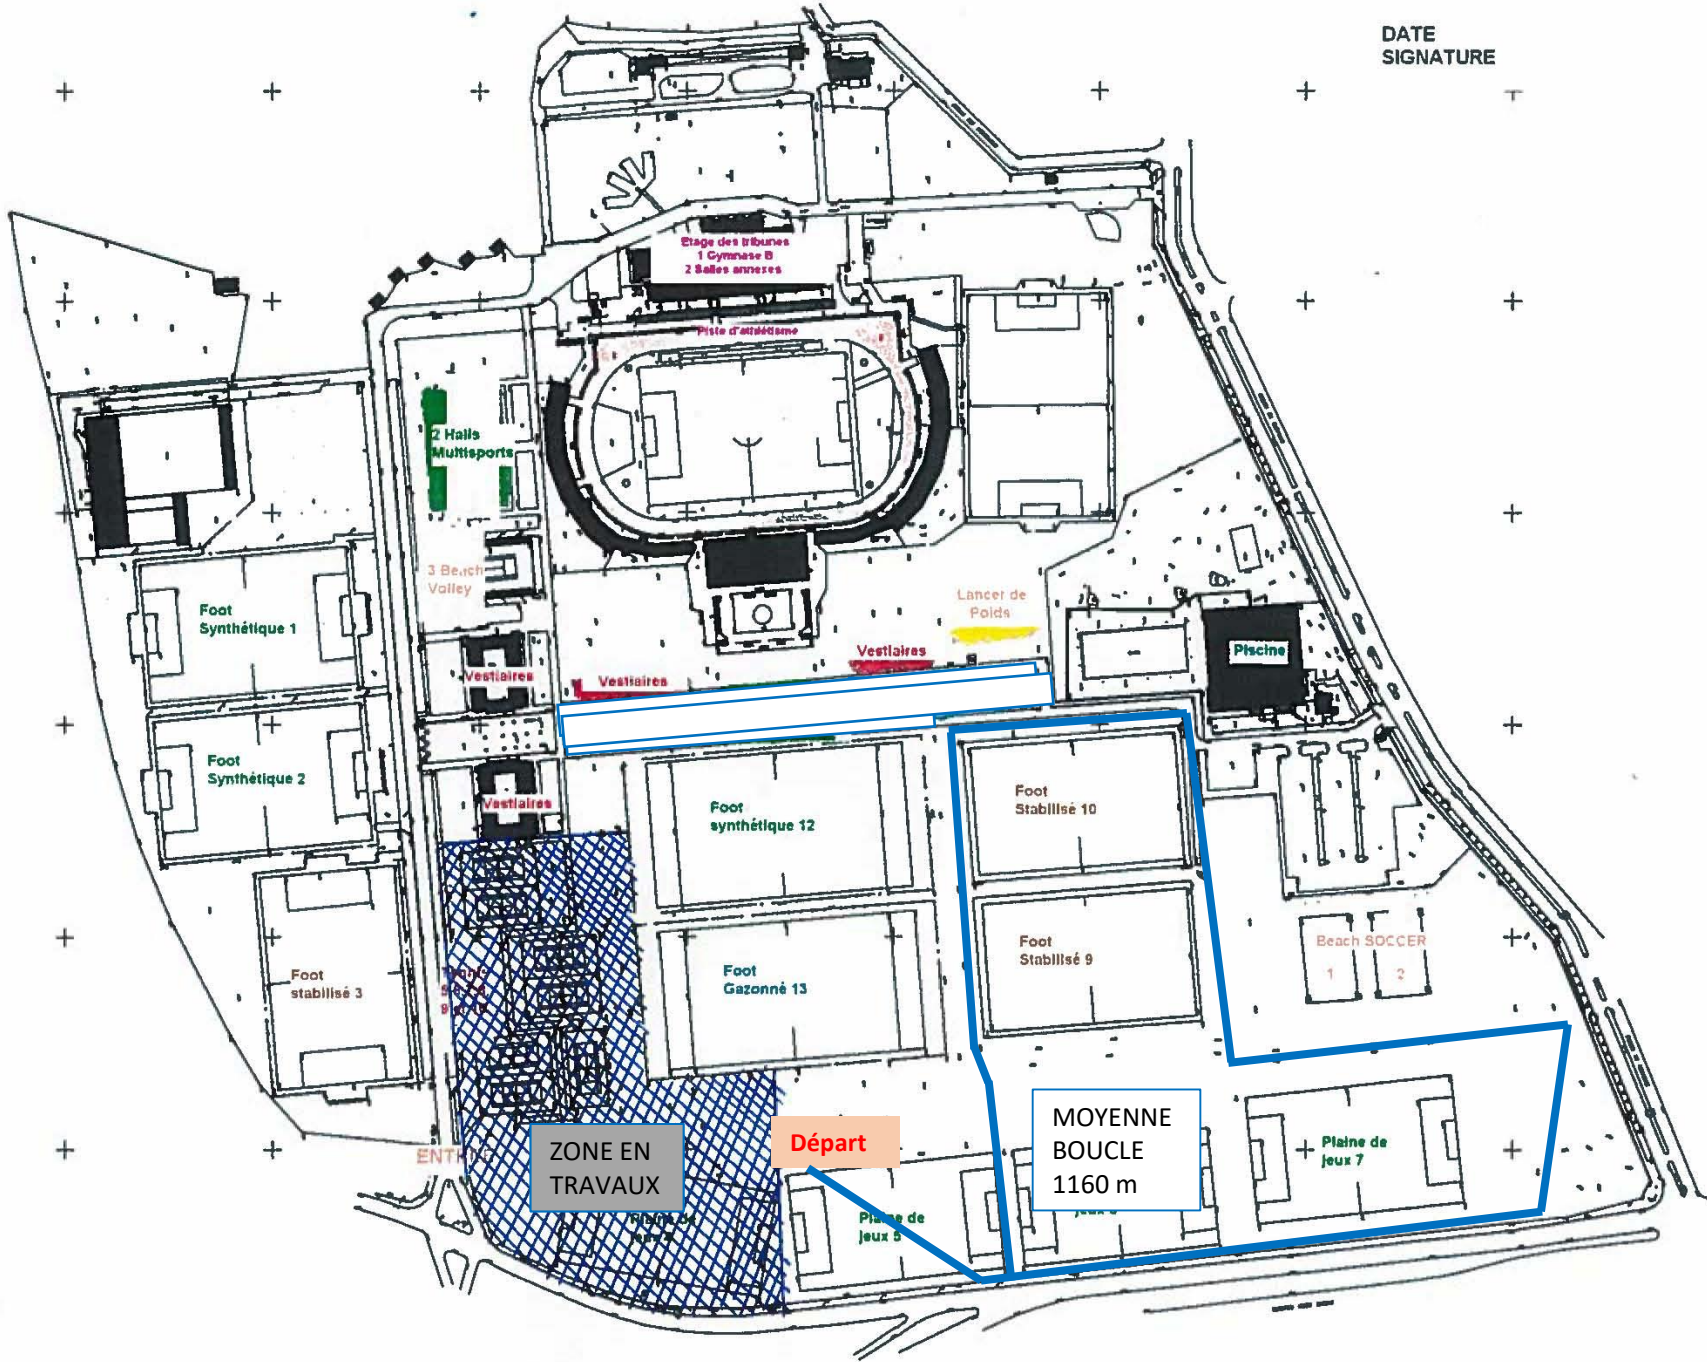 DATE
SIGNATURE
Etage des tribunes
1 Gymnase B
2 Salles annexes
Piste d'athlétisme
2 Halls
Multisports
3 Beach
Volley
Foot
Synthétique 1
Lancer de
Poids
Piscine
Vestiaires
Vestiaires
Vestiaires
Foot
Synthétique 2
Vestiaires
Foot
synthétique 12
Foot
Stabilisé 10
Foot
stabilisé 3
Foot
Gazonné 13
Foot
Stabilisé 9
Beach SOCCER
1 2
ZONE EN
TRAVAUX
Départ
MOYENNE
BOUCLE
1160 m
Plaine de
jeux 7
Plaine de
jeux 5
Plaine de
jeux